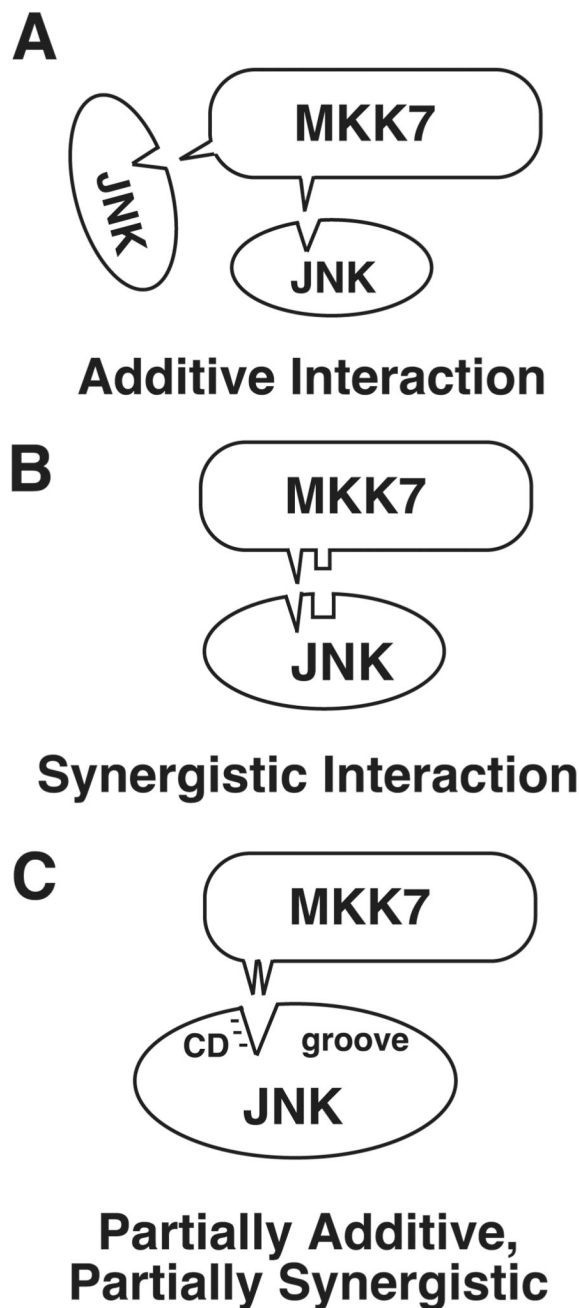 A
MKK7
JNK
JNK
Additive Interaction
B
MKK7
JNK
Synergistic Interaction
C
MKK7
CD - - - groove
JNK
Partially Additive,
Partially Synergistic